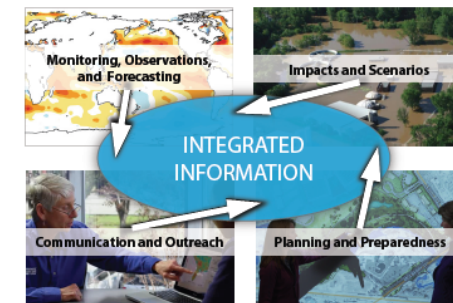 Monitoring, Observations,
and Forecasting
Impacts and Scenarios
INTEGRATED
INFORMATION
Communication and Outreach
Planning and Preparedness